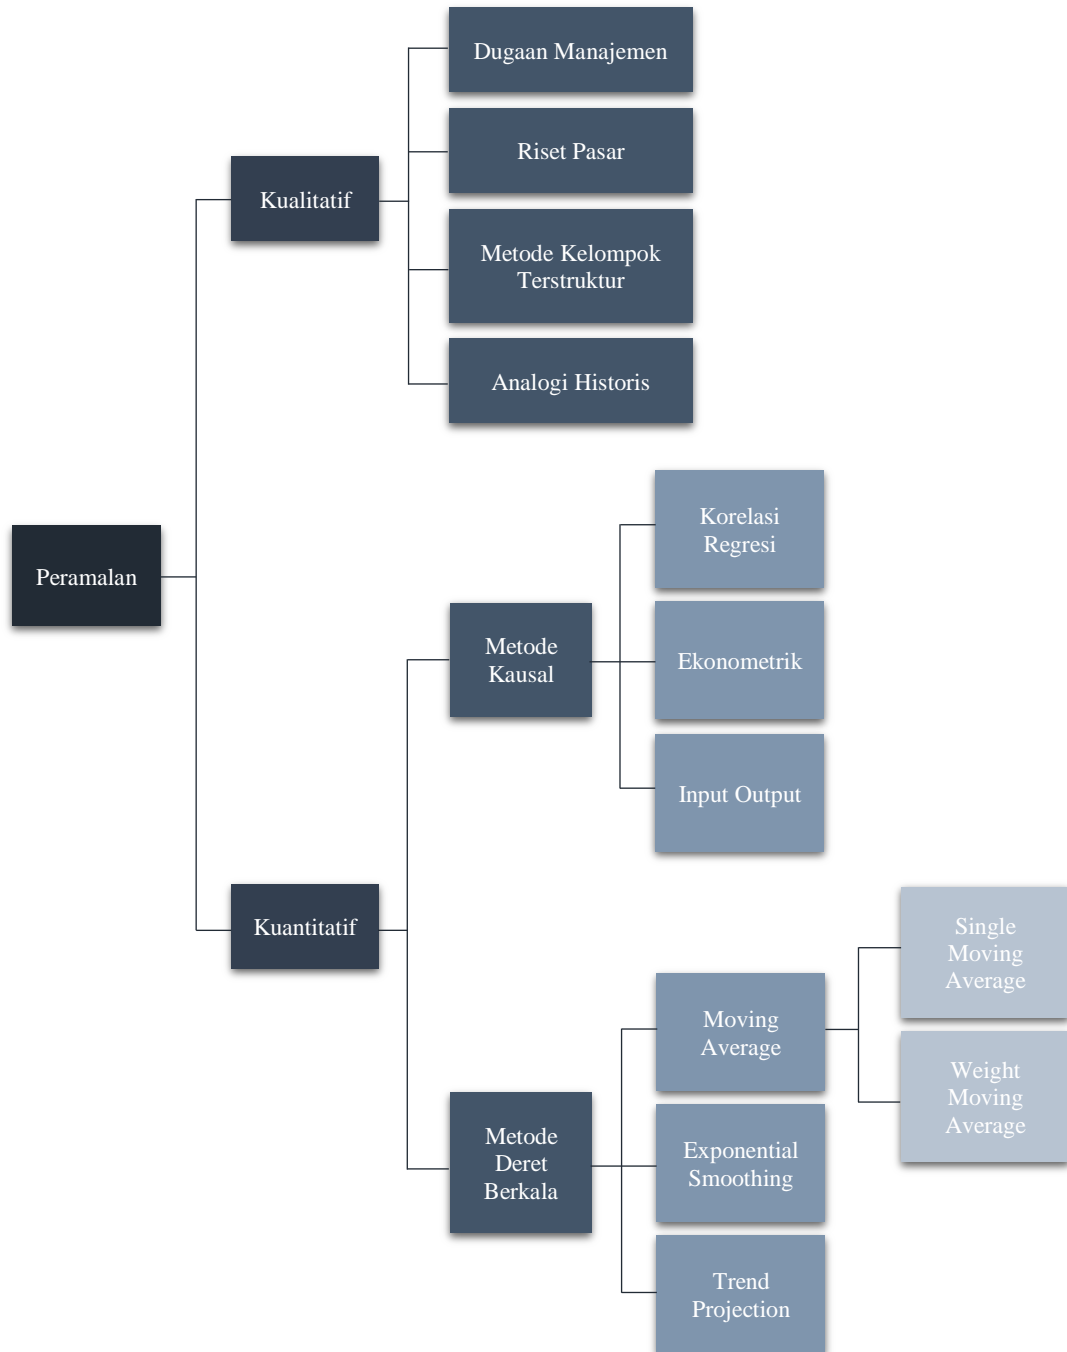 Dugaan Manajemen
Riset Pasar
Kualitatif
Metode Kelompok
Terstruktur
Analogi Historis
Peramalan
Korelasi
Regresi
Metode
Kausal
Ekonometrik
Input Output
Kuantitatif
Single
Moving
Average
Moving
Average
Weight
Moving
Average
Metode
Deret
Berkala
Exponential
Smoothing
Trend
Projection